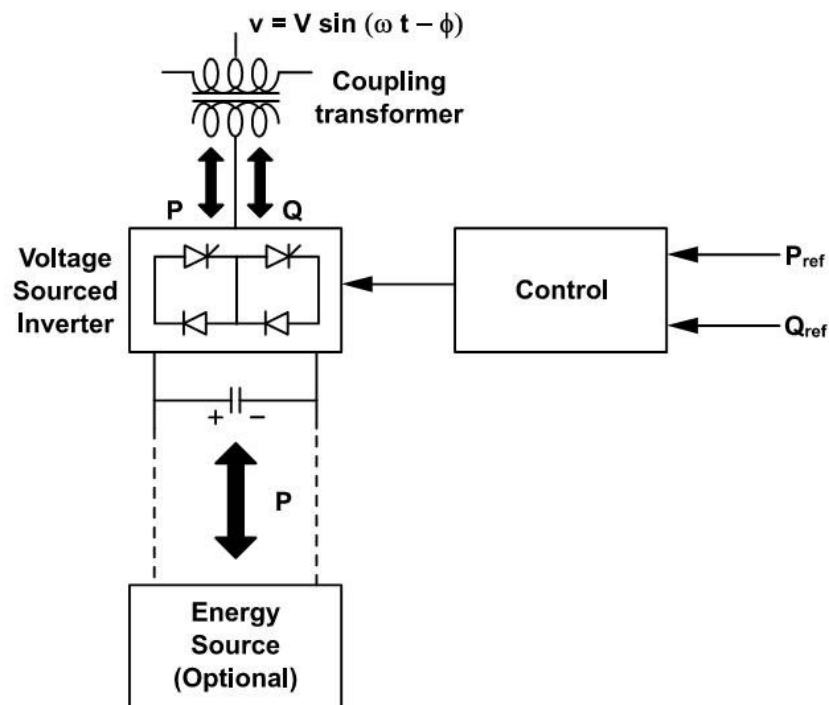 v = V sin (ω t – ϕ)
Coupling
transformer
P
Q
Voltage
Sourced
Inverter
Control
Pref
Qref
+ –
P
Energy
Source
(Optional)